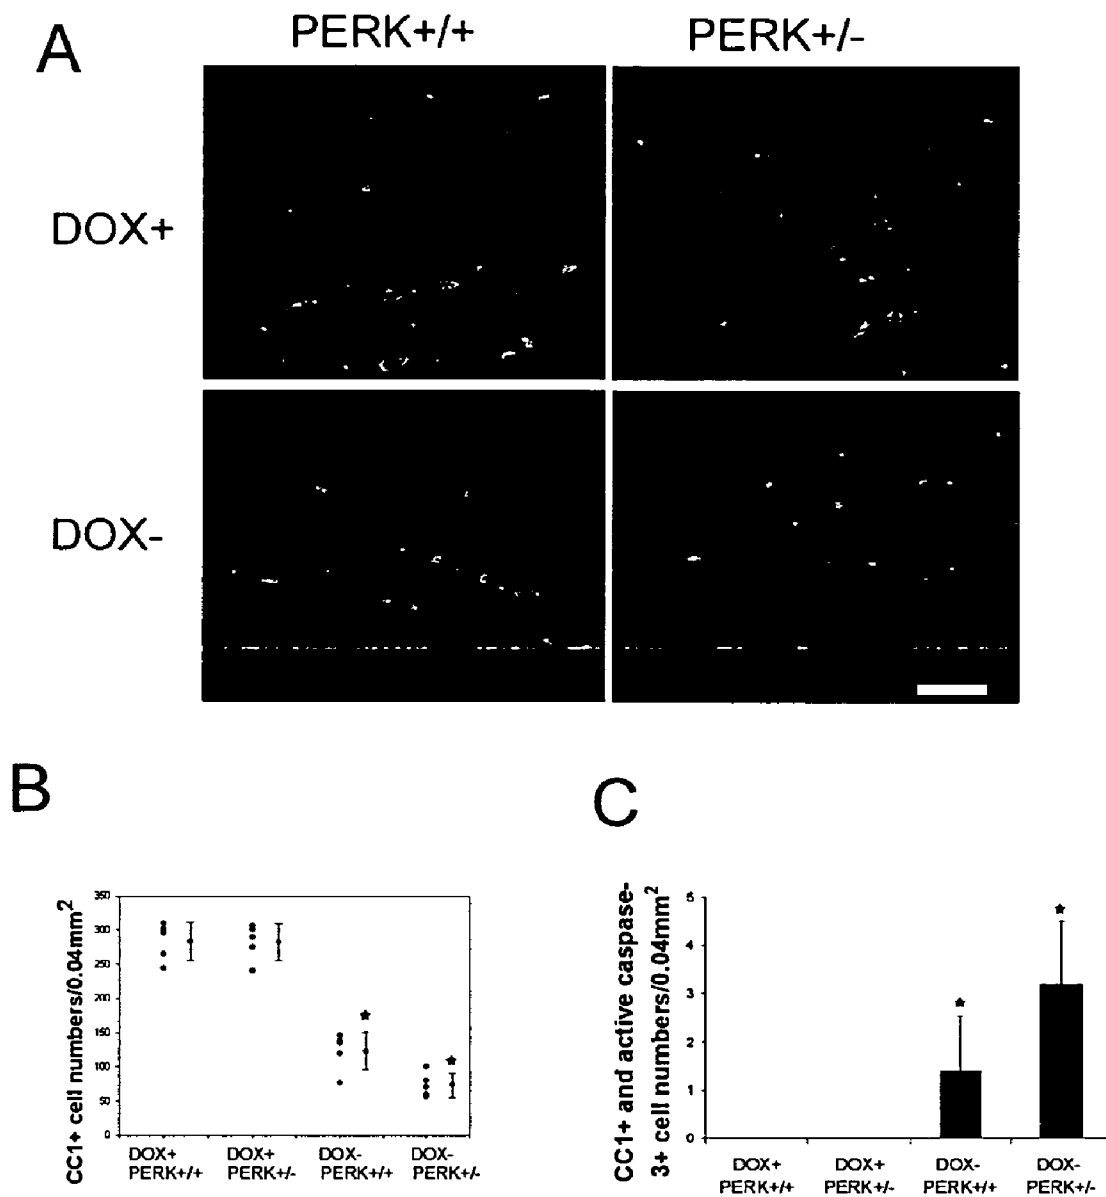 A
PERK+/+ PERK+/-
DOX+
DOX-
B
CC1+ cell numbers/0.04mm2
350
300
250
200
150
100
50
0
DOX+ DOX+ DOX- DOX-
PERK+/+ PERK+/- PERK+/+ PERK+/-
C
CC1+ and active caspase-
3+ cell numbers/0.04mm2
5
4
3
2
1
0
DOX+ DOX+ DOX- DOX-
PERK+/+ PERK+/- PERK+/+ PERK+/-